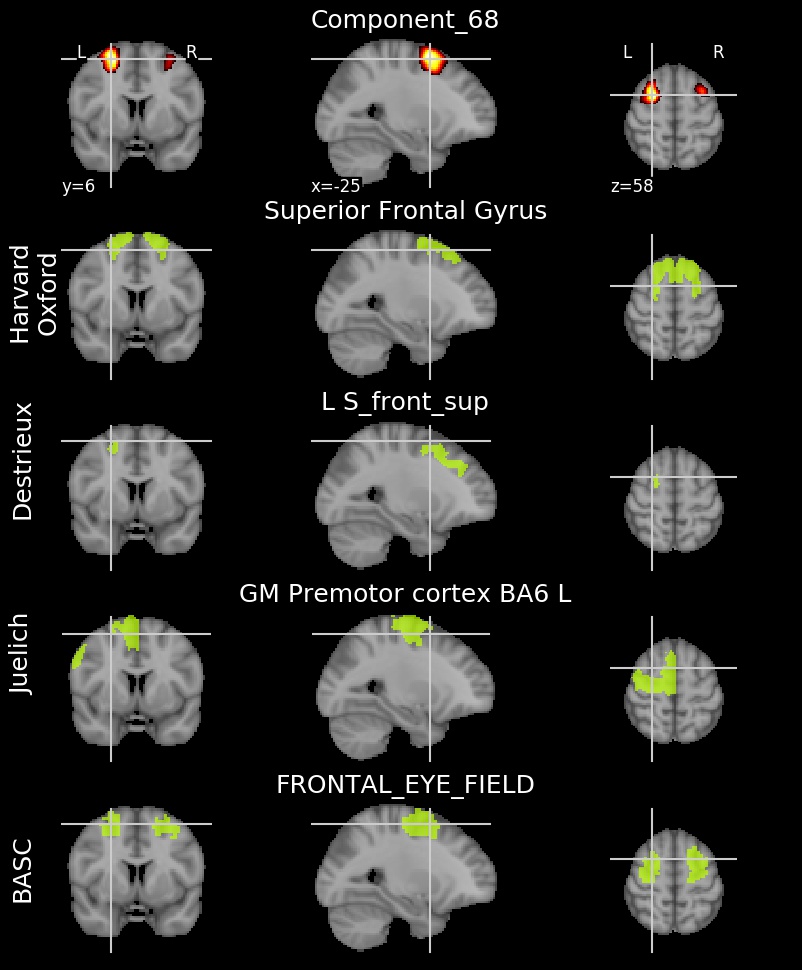 Component_68
L R
L R
y=6
x=-25
z=58
Superior Frontal Gyrus
Harvard
Oxford
L S_front_sup
Destrieux
GM Premotor cortex BA6 L
Juelich
FRONTAL_EYE_FIELD
BASC